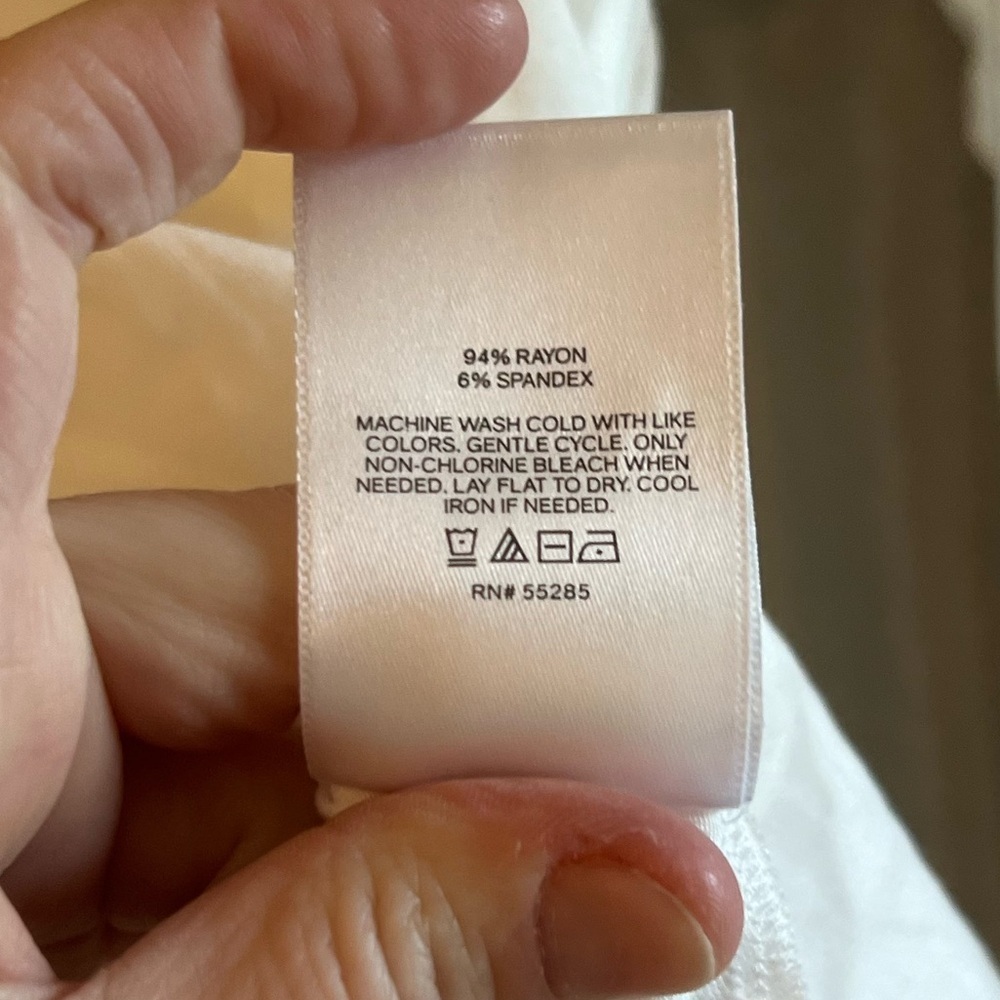 94% RAYON
6% SPANDEX
MACHINE WASH COLD WITH LIKE
COLORS. GENTLE CYCLE. ONLY
NON-CHLORINE BLEACH WHEN
NEEDED. LAY FLAT TO DRY. COOL
IRON IF NEEDED.
RN# 55285